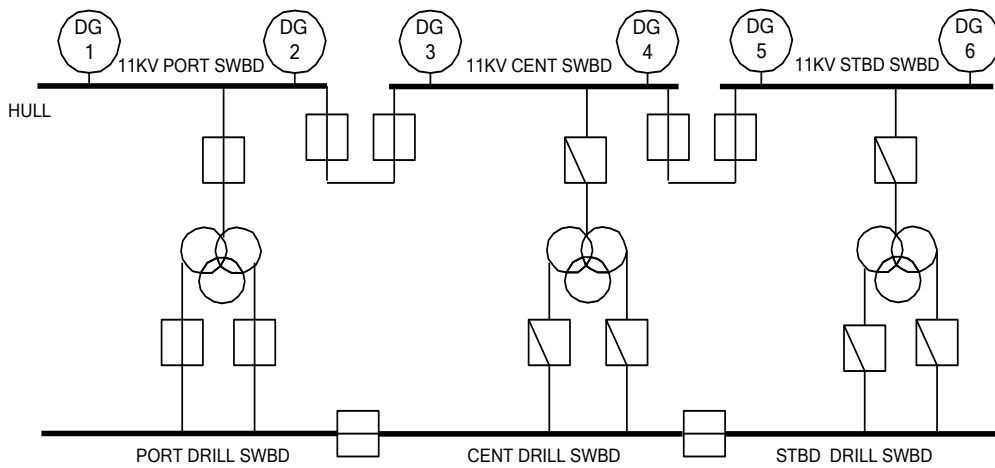 DG
1
DG
2
DG
3
DG
4
DG
5
DG
6
11KV PORT SWBD
11KV CENT SWBD
11KV STBD SWBD
HULL
PORT DRILL SWBD
CENT DRILL SWBD
STBD DRILL SWBD